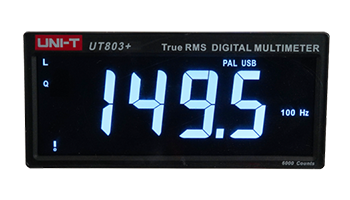 UNI-T UT803+ True RMS DIGITAL MULTIMETER
L PAL USB
Q
149.5
100 Hz
!
6000 Counts